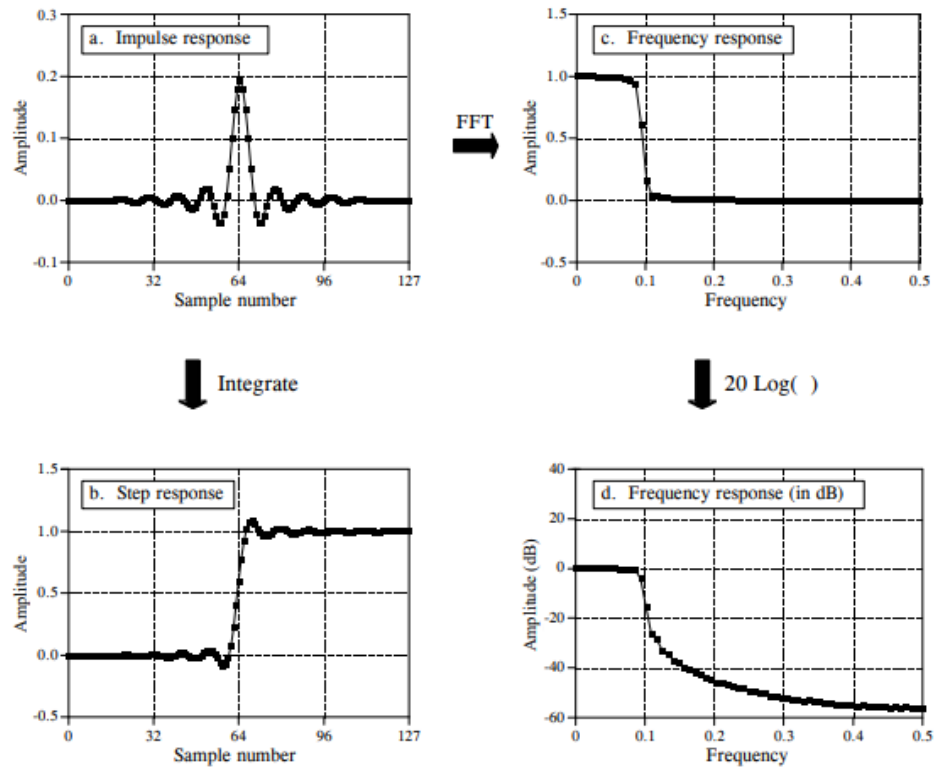 a. Impulse response
0.3
0.2
0.1
0.0
-0.1
Amplitude
0 32 64 96 127
Sample number
FFT
c. Frequency response
1.5
1.0
0.5
0.0
-0.5
Amplitude
0 0.1 0.2 0.3 0.4 0.5
Frequency
Integrate
20 Log( )
b. Step response
1.5
1.0
0.5
0.0
-0.5
Amplitude
0 32 64 96 127
Sample number
d. Frequency response (in dB)
40
20
0
-20
-40
-60
Amplitude (dB)
0 0.1 0.2 0.3 0.4 0.5
Frequency